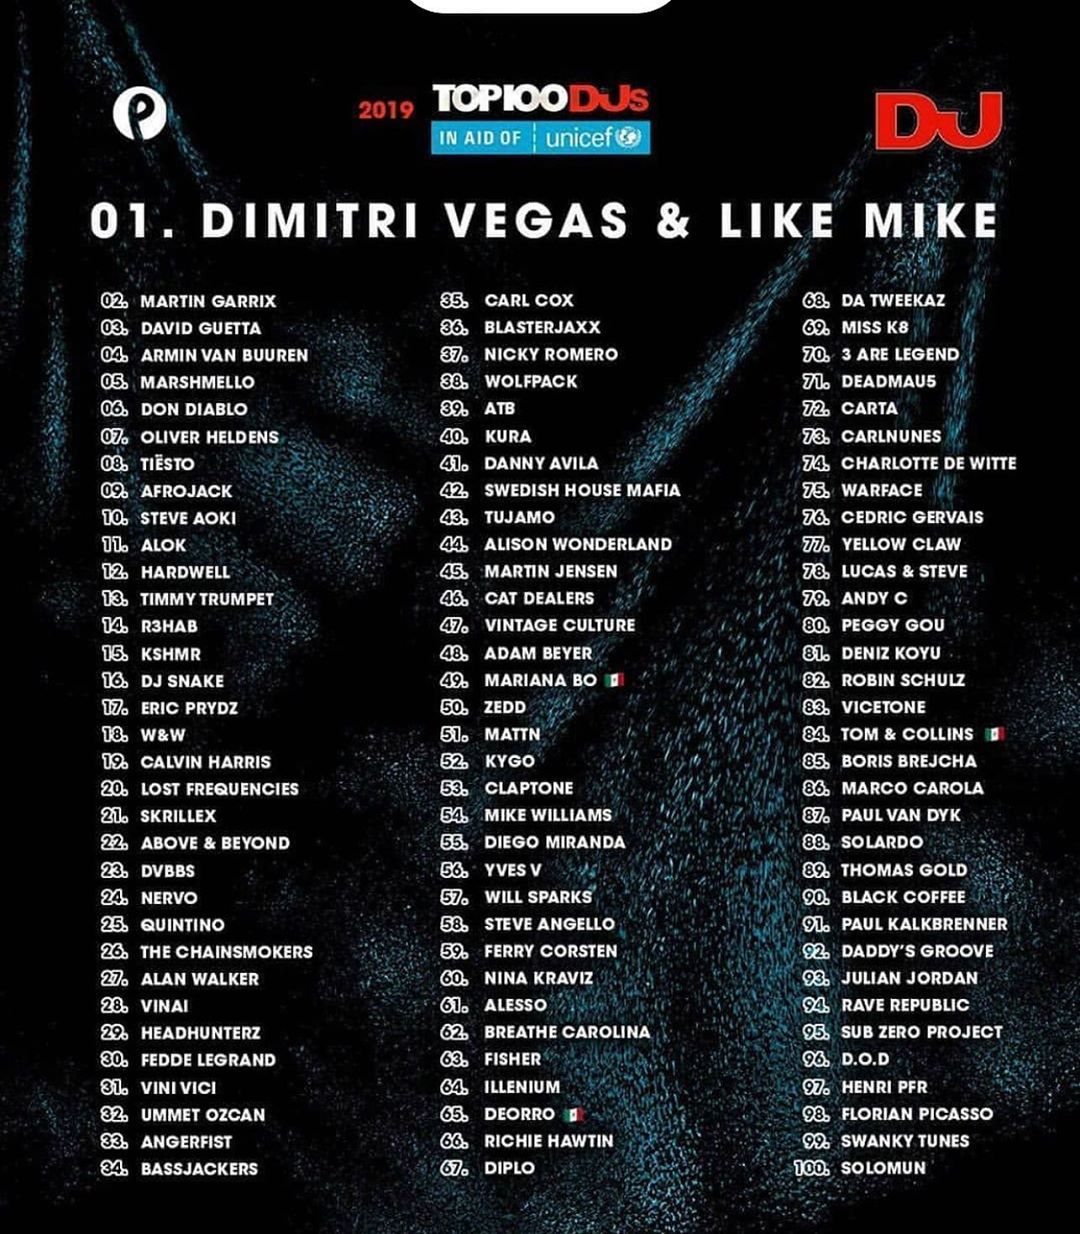 P
2019 TOP100DJs
IN AID OF unicef
DJ
01. DIMITRI VEGAS & LIKE MIKE
02. MARTIN GARRIX
03. DAVID GUETTA
04. ARMIN VAN BUUREN
05. MARSHMELLO
06. DON DIABLO
07. OLIVER HELDENS
08. TIËSTO
09. AFROJACK
10. STEVE AOKI
11. ALOK
12. HARDWELL
13. TIMMY TRUMPET
14. R3HAB
15. KSHMR
16. DJ SNAKE
17. ERIC PRYDZ
18. W&W
19. CALVIN HARRIS
20. LOST FREQUENCIES
21. SKRILLEX
22. ABOVE & BEYOND
23. DVBBS
24. NERVO
25. QUINTINO
26. THE CHAINSMOKERS
27. ALAN WALKER
28. VINAI
29. HEADHUNTERZ
30. FEDDE LEGRAND
31. VINI VICI
32. UMMET OZCAN
33. ANGERFIST
34. BASSJACKERS
35. CARL COX
36. BLASTERJAXX
37. NICKY ROMERO
38. WOLFPACK
39. ATB
40. KURA
41. DANNY AVILA
42. SWEDISH HOUSE MAFIA
43. TUJAMO
44. ALISON WONDERLAND
45. MARTIN JENSEN
46. CAT DEALERS
47. VINTAGE CULTURE
48. ADAM BEYER
49. MARIANA BO
50. ZEDD
51. MATTN
52. KYGO
53. CLAPTONE
54. MIKE WILLIAMS
55. DIEGO MIRANDA
56. YVES V
57. WILL SPARKS
58. STEVE ANGELLO
59. FERRY CORSTEN
60. NINA KRAVIZ
61. ALESSO
62. BREATHE CAROLINA
63. FISHER
64. ILLENIUM
65. DEORRO
66. RICHIE HAWTIN
67. DIPLO
68. DA TWEEKAZ
69. MISS K8
70. 3 ARE LEGEND
71. DEADMAU5
72. CARTA
73. CARLNUNES
74. CHARLOTTE DE WITTE
75. WARFACE
76. CEDRIC GERVAIS
77. YELLOW CLAW
78. LUCAS & STEVE
79. ANDY C
80. PEGGY GOU
81. DENIZ KOYU
82. ROBIN SCHULZ
83. VICETONE
84. TOM & COLLINS
85. BORIS BREJCHA
86. MARCO CAROLA
87. PAUL VAN DYK
88. SOLARDO
89. THOMAS GOLD
90. BLACK COFFEE
91. PAUL KALKBRENNER
92. DADDY'S GROOVE
93. JULIAN JORDAN
94. RAVE REPUBLIC
95. SUB ZERO PROJECT
96. D.O.D
97. HENRI PFR
98. FLORIAN PICASSO
99. SWANKY TUNES
100. SOLOMUN